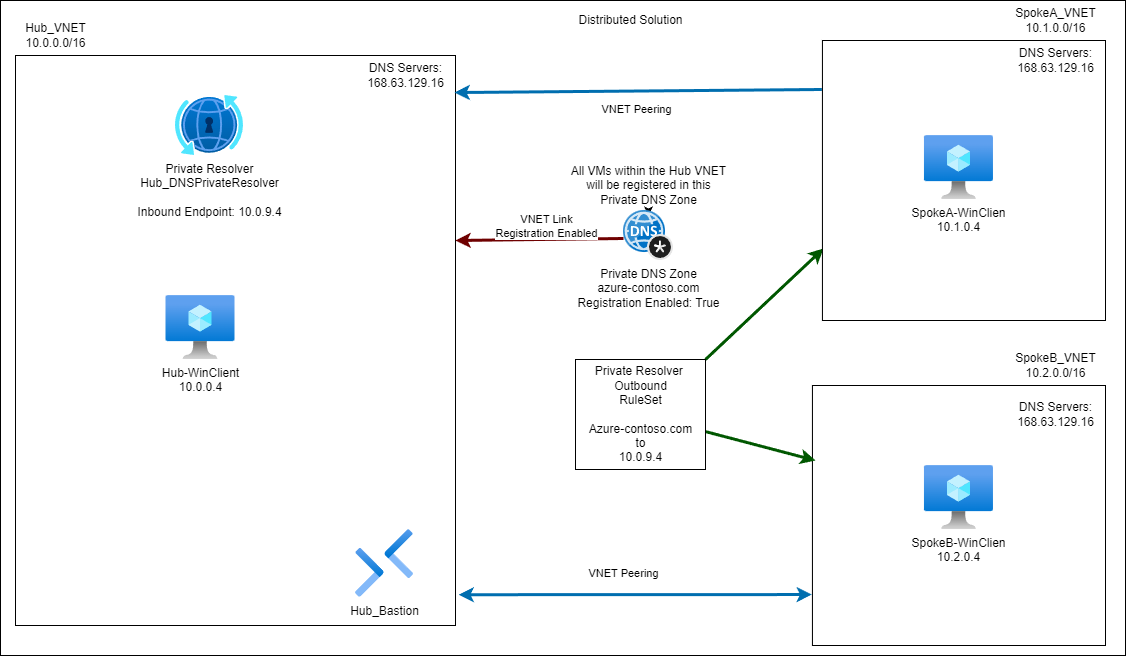 Distributed Solution
Hub_VNET
10.0.0.0/16
DNS Servers:
168.63.129.16
Private Resolver
Hub_DNSPrivateResolver
Inbound Endpoint: 10.0.9.4
Hub-WinClient
10.0.0.4
Hub_Bastion
VNET Peering
All VMs within the Hub VNET
will be registered in this
Private DNS Zone
VNET Link
Registration Enabled
DNS
Private DNS Zone
azure-contoso.com
Registration Enabled: True
Private Resolver
Outbound
RuleSet
Azure-contoso.com
to
10.0.9.4
VNET Peering
SpokeA_VNET
10.1.0.0/16
DNS Servers:
168.63.129.16
SpokeA-WinClien
10.1.0.4
SpokeB_VNET
10.2.0.0/16
DNS Servers:
168.63.129.16
SpokeB-WinClien
10.2.0.4